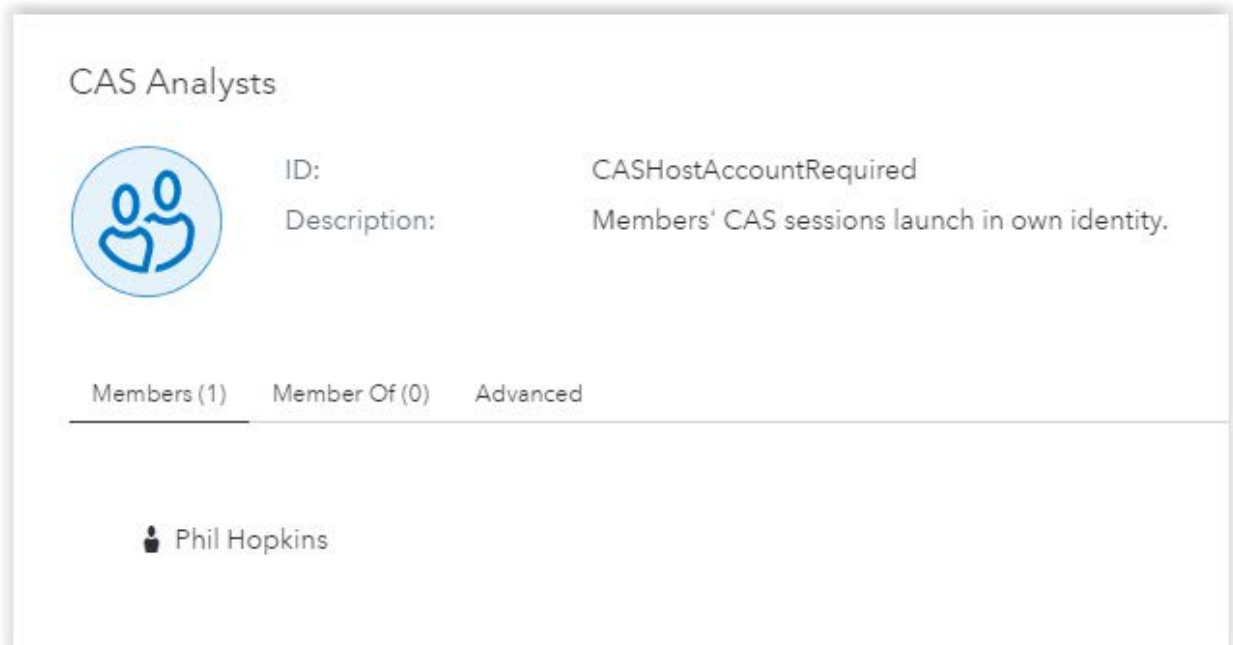 CAS Analysts
ID: CASHostAccountRequired
Description: Members' CAS sessions launch in own identity.
Members (1) Member Of (0) Advanced
Phil Hopkins